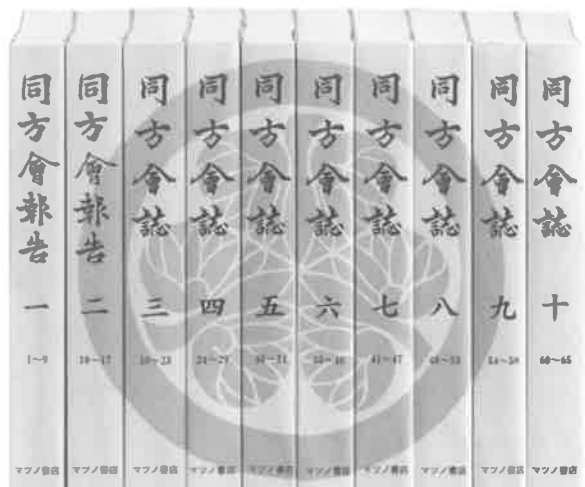 同方會報告
一
1~9
マツノ書店
同方會報告
二
10~17
マツノ書店
同方會誌
三
マツノ書店
同方會誌
四
24~29
マツノ書店
同方會誌
五
マツノ書店
同方會誌
六
マツノ書店
同方會誌
七
41~47
マツノ書店
同方會誌
八
48~53
マツノ書店
同方會誌
九
54~59
マツノ書店
同方會誌
十
60~65
マツノ書店